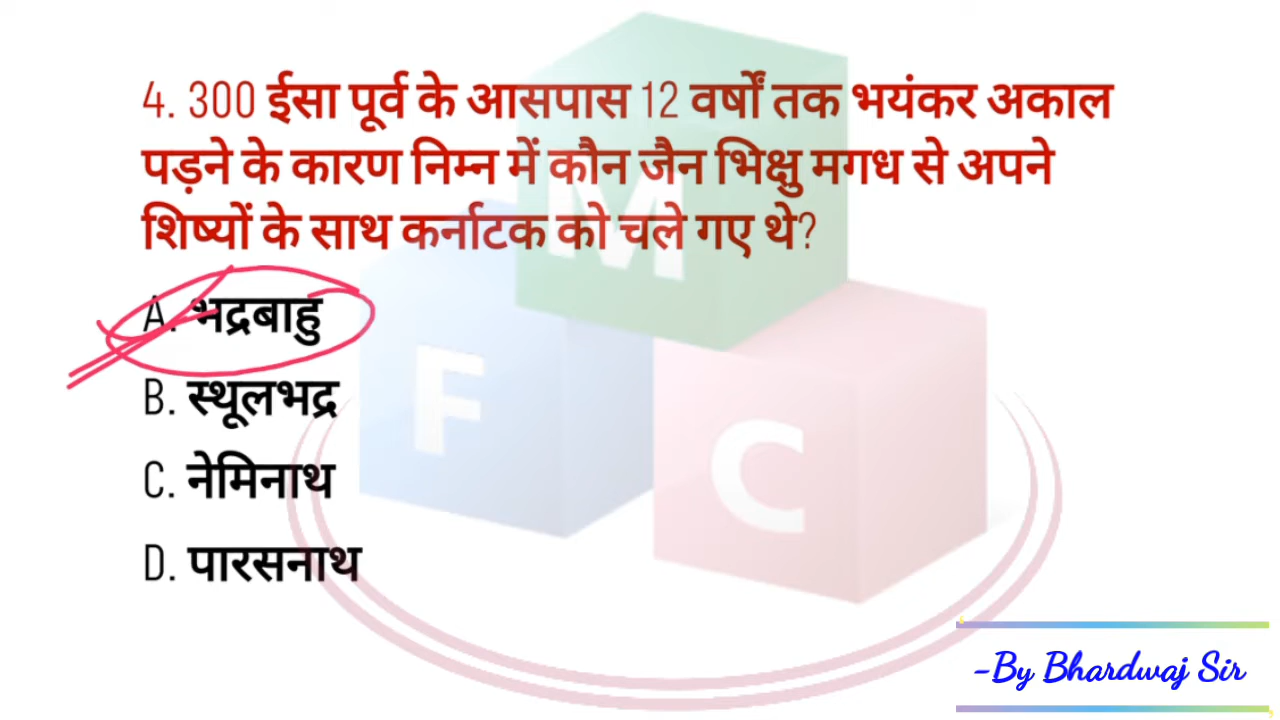 4. 300 ईसा पूर्व के आसपास 12 वर्षों तक भयंकर अकाल
पड़ने के कारण निम्न में कौन जैन भिक्षु मगध से अपने
शिष्यों के साथ कर्नाटक को चले गए थे?
A. भद्रबाहु
B. स्थूलभद्र
C. नेमिनाथ
D. पारसनाथ
M
F
C
-By Bhardwaj Sir